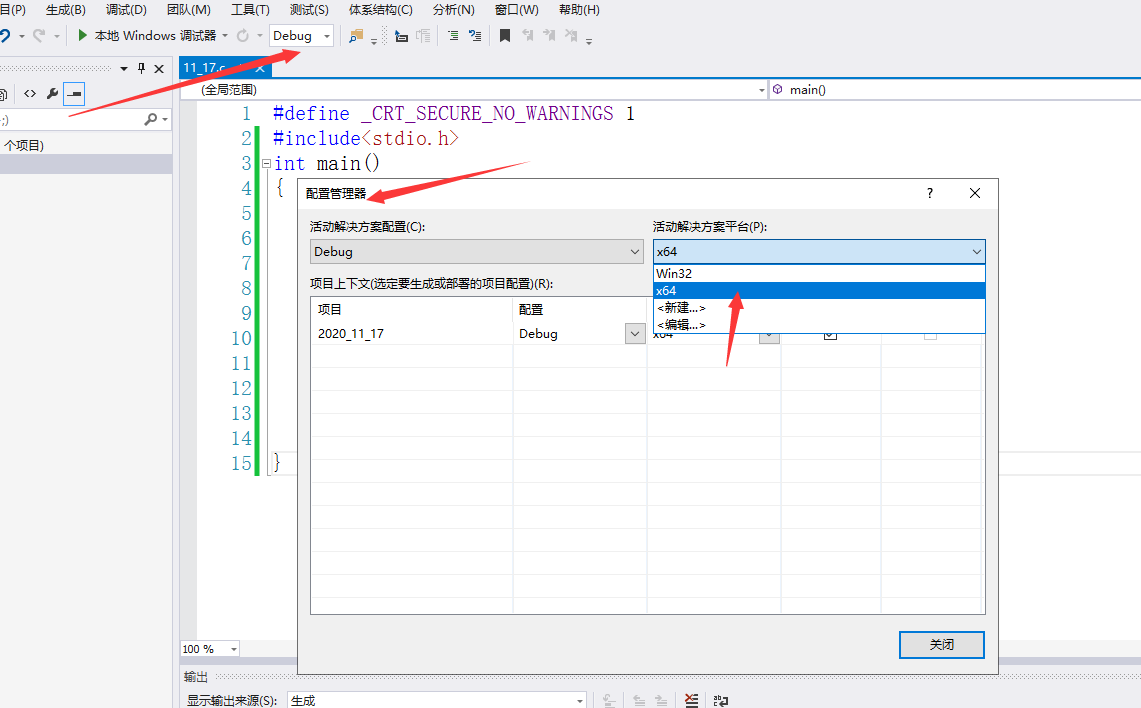 目(P) 生成(B) 调试(D) 团队(M) 工具(T) 测试(S) 体系结构(C) 分析(N) 窗口(W) 帮助(H)
本地 Windows 调试器 Debug
11_17.c
(全局范围) main()
;)
个项目)
1 #define _CRT_SECURE_NO_WARNINGS 1
2 #include<stdio.h>
3 int main()
4 {
5
6
7
8
9
10
11
12
13
14
15 }
配置管理器 ?
活动解决方案配置(C): 活动解决方案平台(P):
Debug x64
Win32
x64
<新建...>
<编辑...>
项目上下文(选定要生成或部署的项目配置)(R):
项目 配置
2020_11_17 Debug x64
关闭
100 %
输出
显示输出来源(S): 生成